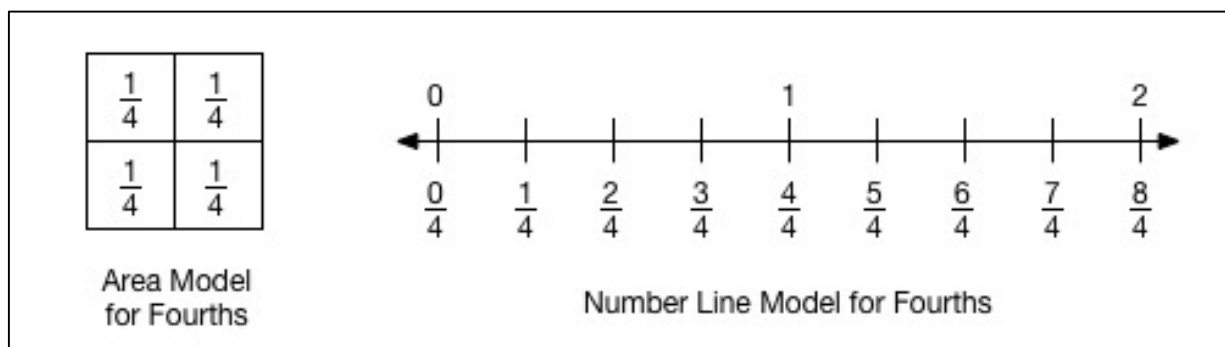 1/4 1/4
1/4 1/4
Area Model
for Fourths
0 1 2
0/4 1/4 2/4 3/4 4/4 5/4 6/4 7/4 8/4
Number Line Model for Fourths